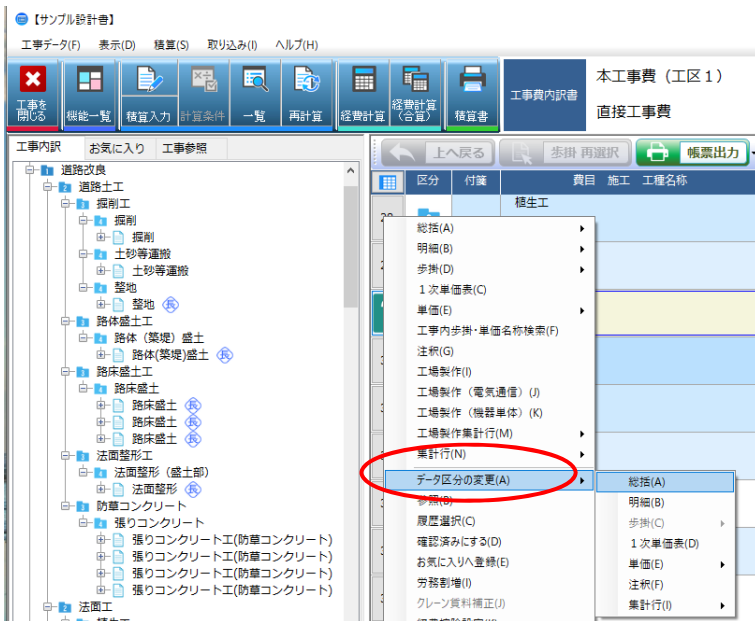 【サンプル設計書】
工事データ(F) 表示(D) 積算(S) 取り込み(I) ヘルプ(H)
工事を
閉じる
機能一覧
積算入力
計算条件
一覧
再計算
経費計算
経費計算
(合算)
積算書
工事費内訳書
本工事費（工区１）
直接工事費
工事内訳 お気に入り 工事参照
道路改良
道路土工
掘削工
掘削
掘削
土砂等運搬
土砂等運搬
整地
整地 長
路体盛土工
路体（築堤）盛土
路体(築堤)盛土 長
路床盛土工
路床盛土
路床盛土 長
路床盛土 長
路床盛土 長
法面整形工
法面整形（盛土部）
法面整形 長
防草コンクリート
張りコンクリート
張りコンクリート工(防草コンクリート)
張りコンクリート工(防草コンクリート)
張りコンクリート工(防草コンクリート)
張りコンクリート工(防草コンクリート)
法面工
上へ戻る 歩掛 再選択 帳票出力
区分 付箋 費目 施工 工種名称
植生工
総括(A)
明細(B)
歩掛(D)
１次単価表(C)
単価(E)
工事内歩掛・単価名称検索(F)
注釈(G)
工場製作(I)
工場製作（電気通信）(J)
工場製作（機器単体）(K)
工場製作集計行(M)
集計行(N)
データ区分の変更(A)
参照(B)
履歴選択(C)
確認済みにする(D)
お気に入りへ登録(E)
労務割増(I)
クレーン賃料補正(J)
総括(A)
明細(B)
歩掛(C)
１次単価表(D)
単価(E)
注釈(F)
集計行(I)